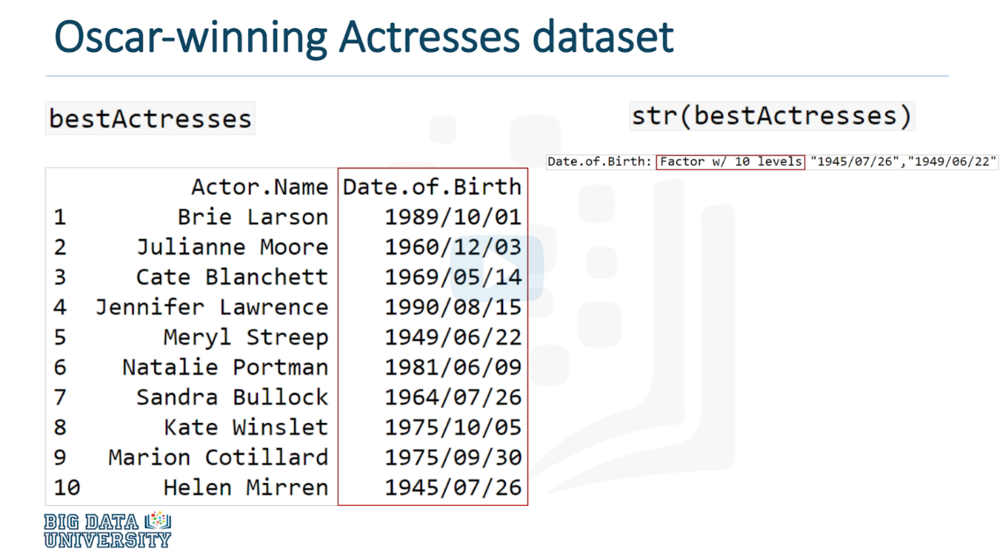 Oscar-winning Actresses dataset
bestActresses
str(bestActresses)
Date.of.Birth: Factor w/ 10 levels "1945/07/26","1949/06/22"
Actor.Name Date.of.Birth
1 Brie Larson 1989/10/01
2 Julianne Moore 1960/12/03
3 Cate Blanchett 1969/05/14
4 Jennifer Lawrence 1990/08/15
5 Meryl Streep 1949/06/22
6 Natalie Portman 1981/06/09
7 Sandra Bullock 1964/07/26
8 Kate Winslet 1975/10/05
9 Marion Cotillard 1975/09/30
10 Helen Mirren 1945/07/26
BIG DATA
UNIVERSITY